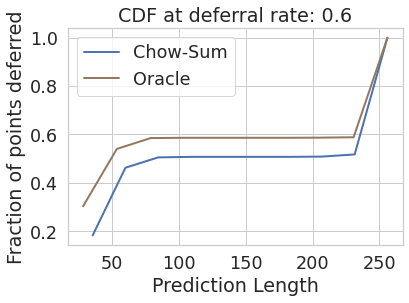 CDF at deferral rate: 0.6
Fraction of points deferred
1.0
0.8
0.6
0.4
0.2
Chow-Sum
Oracle
50
100
150
200
250
Prediction Length